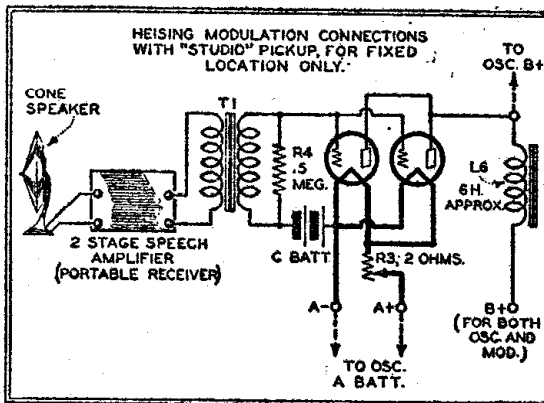 HEISING MODULATION CONNECTIONS
WITH "STUDIO" PICKUP, FOR FIXED
LOCATION ONLY.
TO
OSC. B+
CONE
SPEAKER
T1
R4
.5
MEG.
L6
6H.
APPROX.
2 STAGE SPEECH
AMPLIFIER
(PORTABLE RECEIVER)
C BATT.
R3, 2 OHMS.
A-
A+
B+
(FOR BOTH
OSC. AND
MOD.)
TO OSC.
A BATT.